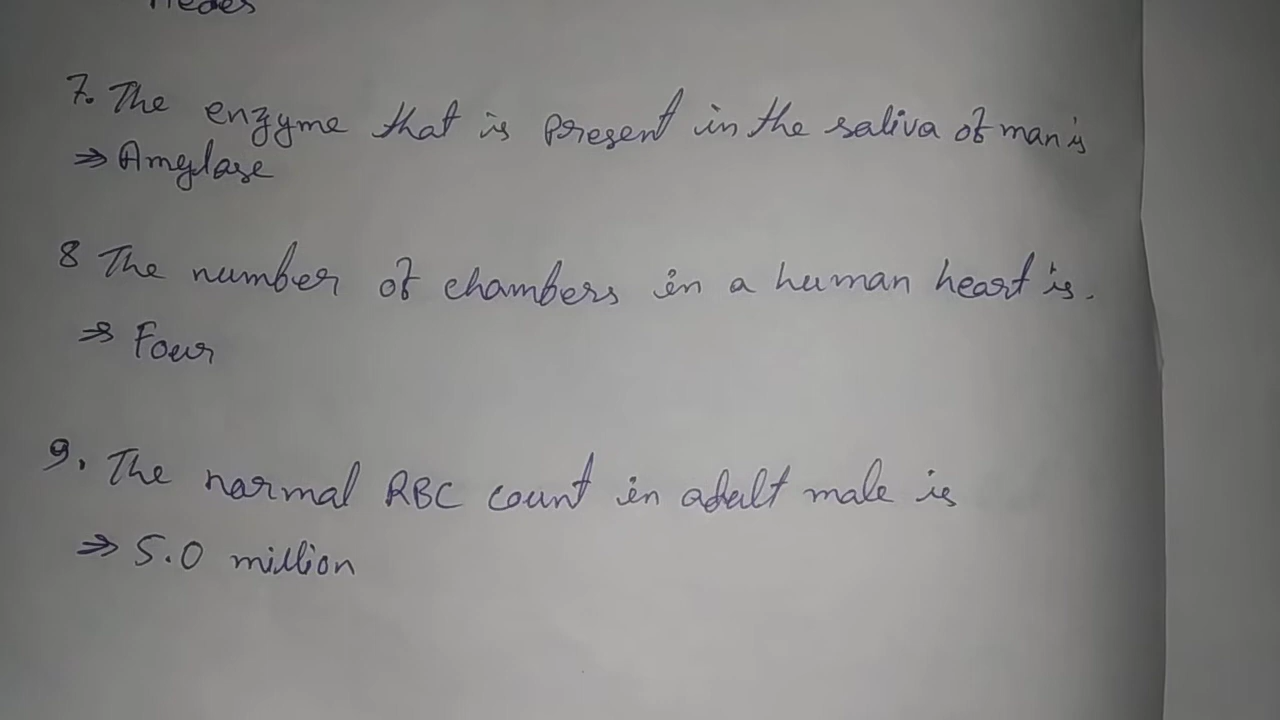 7. The enzyme that is present in the saliva of man is
⇒ Amylase
8 The number of chambers in a human heart is.
⇒ Four
9. The normal RBC count in adult male is
⇒ 5.0 million